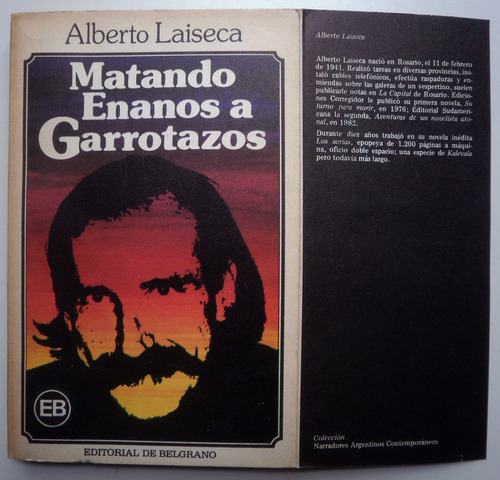 Alberto Laiseca
Matando
Enanos a
Garrotazos
EB
EDITORIAL DE BELGRANO
Alberto Laiseca
Alberto Laiseca nació en Rosario, el 11 de febrero
de 1941. Realizó tareas en diversas provincias, ins-
taló cables telefónicos, efectúa raspaduras y en-
miendas sobre las galeras de un vespertino, suelen
publicarle notas en La Capital de Rosario. Edicio-
nes Corregidor le publicó su primera novela, Su
turno para morir, en 1976; Editorial Sudameri-
cana la segunda, Aventuras de un novelista ato-
nal, en 1982.
Durante diez años trabajó en su novela inédita
Los sorias, epopeya de 1.200 páginas a máqui-
na, oficio doble espacio; una especie de Kalevala
pero todavía más largo.
Colección
Narradores Argentinos Contemporáneos